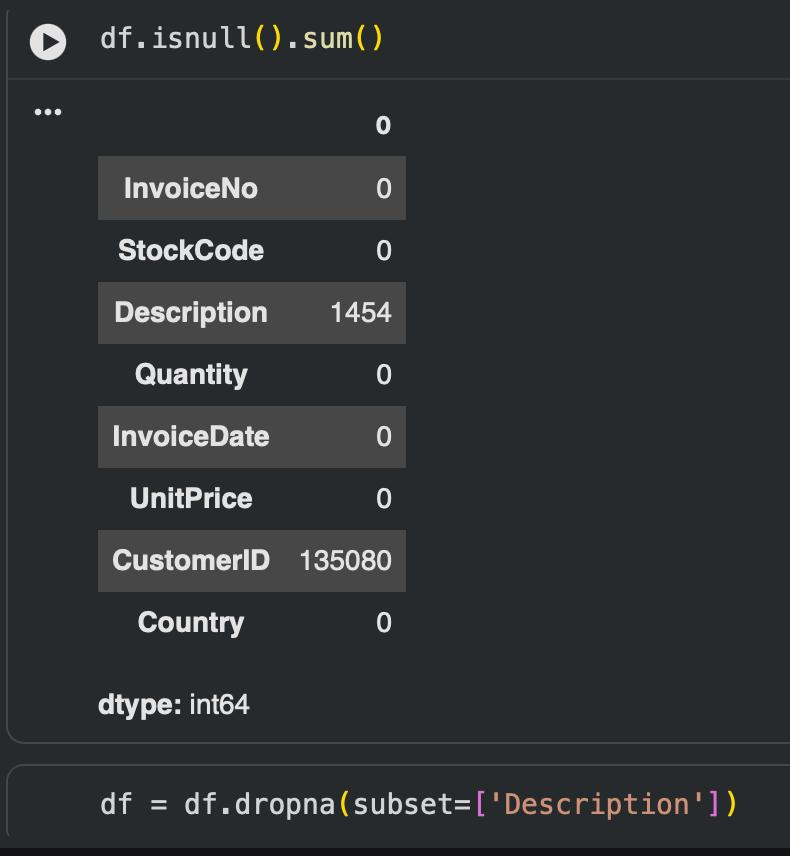 df.isnull().sum()
...
0
InvoiceNo 0
StockCode 0
Description 1454
Quantity 0
InvoiceDate 0
UnitPrice 0
CustomerID 135080
Country 0
dtype: int64
df = df.dropna(subset=['Description'])